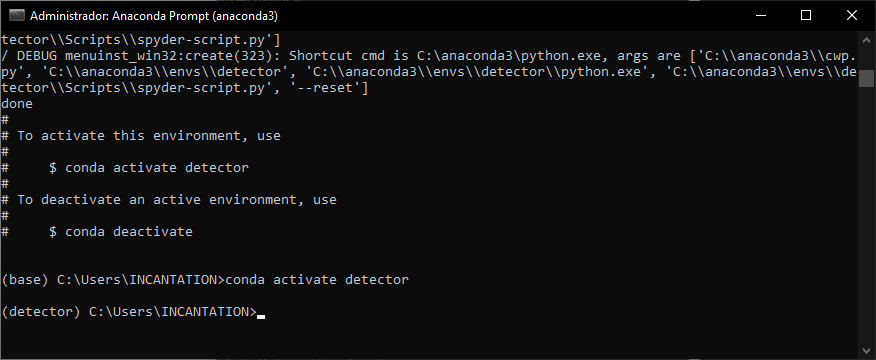 Administrador: Anaconda Prompt (anaconda3)
tector\\Scripts\\spyder-script.py']
/ DEBUG menuinst_win32:create(323): Shortcut cmd is C:\anaconda3\python.exe, args are ['C:\\anaconda3\\cwp.
py', 'C:\\anaconda3\\envs\\detector', 'C:\\anaconda3\\envs\\detector\\python.exe', 'C:\\anaconda3\\envs\\de
tector\\Scripts\\spyder-script.py', '--reset']
done
#
# To activate this environment, use
#
#     $ conda activate detector
#
# To deactivate an active environment, use
#
#     $ conda deactivate
(base) C:\Users\INCANTATION>conda activate detector
(detector) C:\Users\INCANTATION>